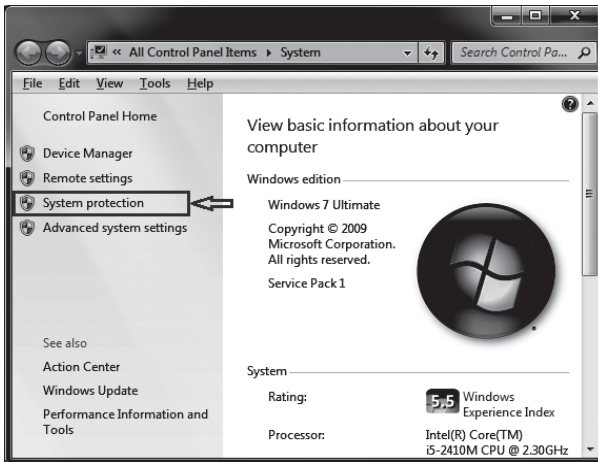 All Control Panel Items System
Search Control Pa...
File Edit View Tools Help
Control Panel Home
Device Manager
Remote settings
System protection
Advanced system settings
See also
Action Center
Windows Update
Performance Information and
Tools
View basic information about your
computer
Windows edition
Windows 7 Ultimate
Copyright © 2009
Microsoft Corporation.
All rights reserved.
Service Pack 1
System
Rating:
5.5 Windows
Experience Index
Processor:
Intel(R) Core(TM)
i5-2410M CPU @ 2.30GHz